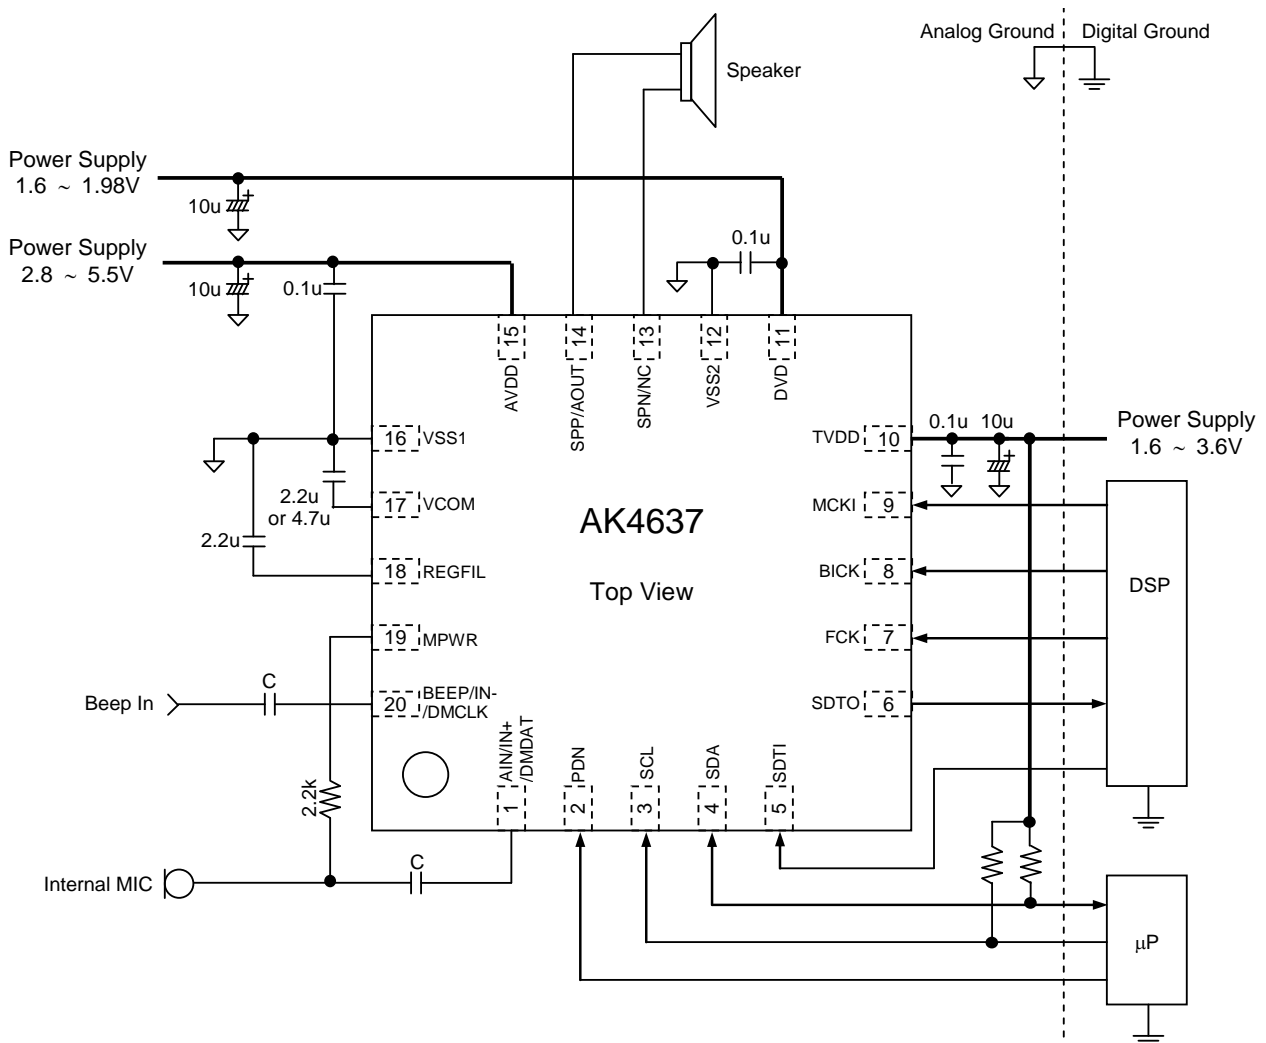 Analog Ground
Digital Ground
Speaker
Power Supply
1.6 ~ 1.98V
10u
+
Power Supply
2.8 ~ 5.5V
10u
+
0.1u
0.1u
15
14
13
12
11
AVDD
SPP/AOUT
SPN/NC
VSS2
DVD
16
VSS1
17
VCOM
18
REGFIL
19
MPWR
20
BEEP/IN-
/DMCLK
2.2u
or 4.7u
2.2u
AK4637
Top View
TVDD
10
MCKI
9
BICK
8
FCK
7
SDTO
6
0.1u
10u
+
Power Supply
1.6 ~ 3.6V
DSP
Beep In
C
2.2k
AIN/IN+
/DMDAT
PDN
SCL
SDA
SDTI
1
2
3
4
5
Internal MIC
C
μP